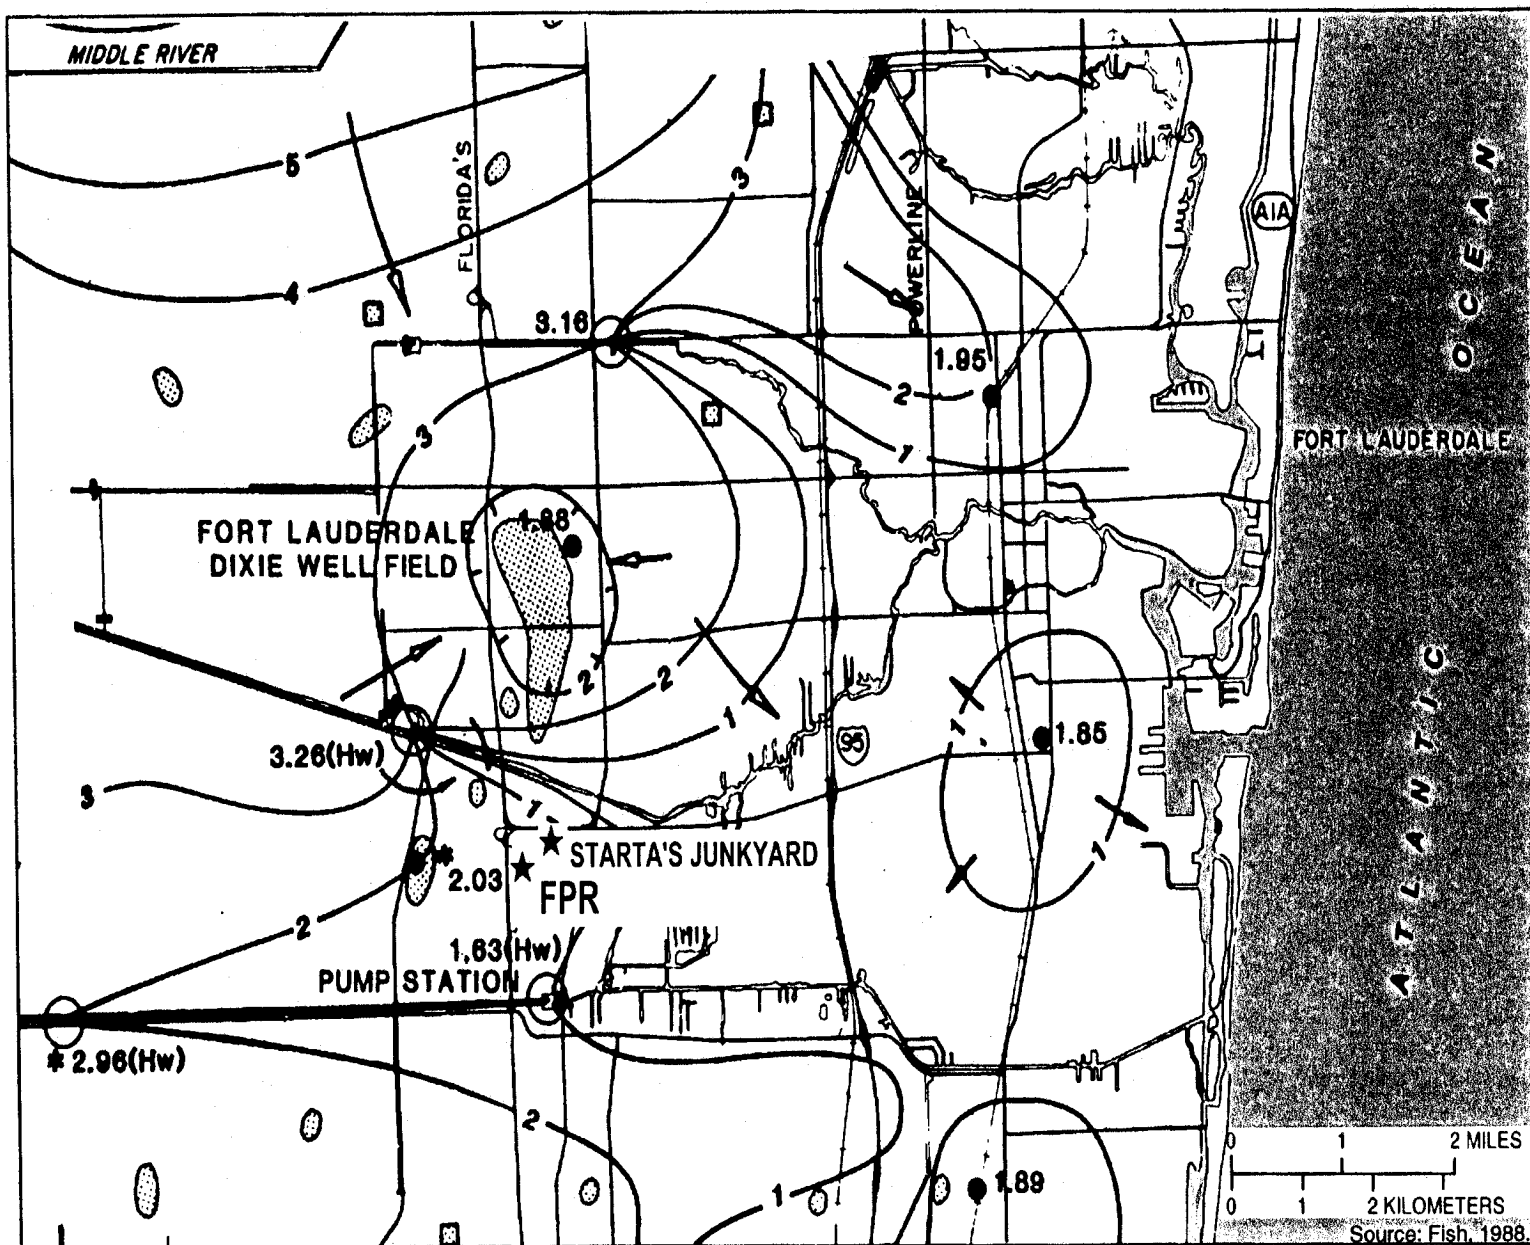 MIDDLE RIVER
5
FLORIDA'S
3
A1A
4
POWERLINE
OCEAN
3.16
1.95
2
3
1
FORT LAUDERDALE
1.88
FORT LAUDERDALE
DIXIE WELL FIELD
2
2
1
1
95
1.85
3.26(Hw)
3
1
1
ATLANTIC
STARTA'S JUNKYARD
*
2.03
FPR
2
1.63(Hw)
PUMP STATION
* 2.96(Hw)
2
1
1.89
0 1 2 MILES
0 1 2 KILOMETERS
Source: Fish, 1988.